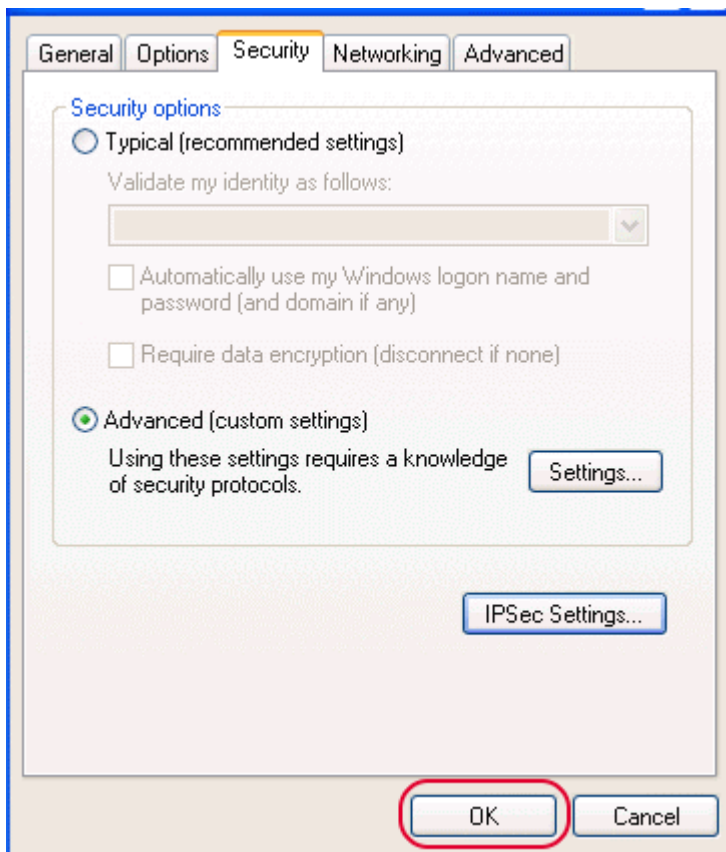 General Options Security Networking Advanced
Security options
Typical (recommended settings)
Validate my identity as follows:
Automatically use my Windows logon name and
password (and domain if any)
Require data encryption (disconnect if none)
Advanced (custom settings)
Using these settings requires a knowledge
of security protocols.
Settings...
IPSec Settings...
OK Cancel